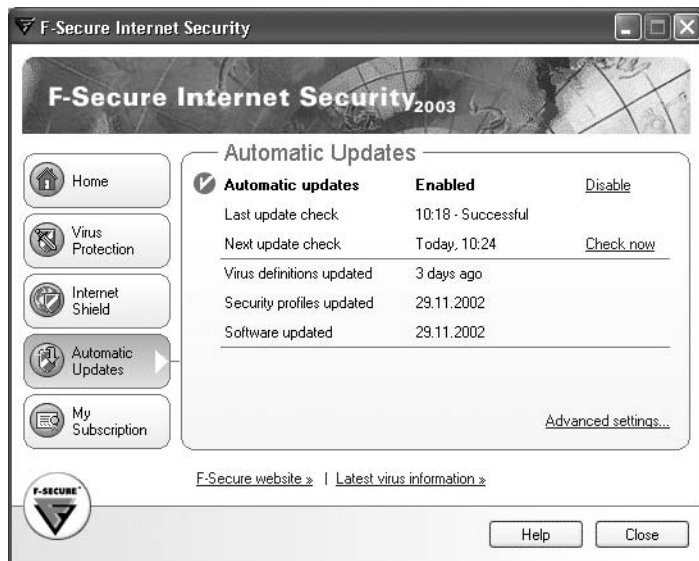 F-Secure Internet Security
F-Secure Internet Security 2003
Home
Virus
Protection
Internet
Shield
Automatic
Updates
My
Subscription
Automatic Updates
Automatic updates Enabled Disable
Last update check 10:18 - Successful
Next update check Today, 10:24 Check now
Virus definitions updated 3 days ago
Security profiles updated 29.11.2002
Software updated 29.11.2002
Advanced settings...
F-Secure website » | Latest virus information »
F-SECURE
Help Close